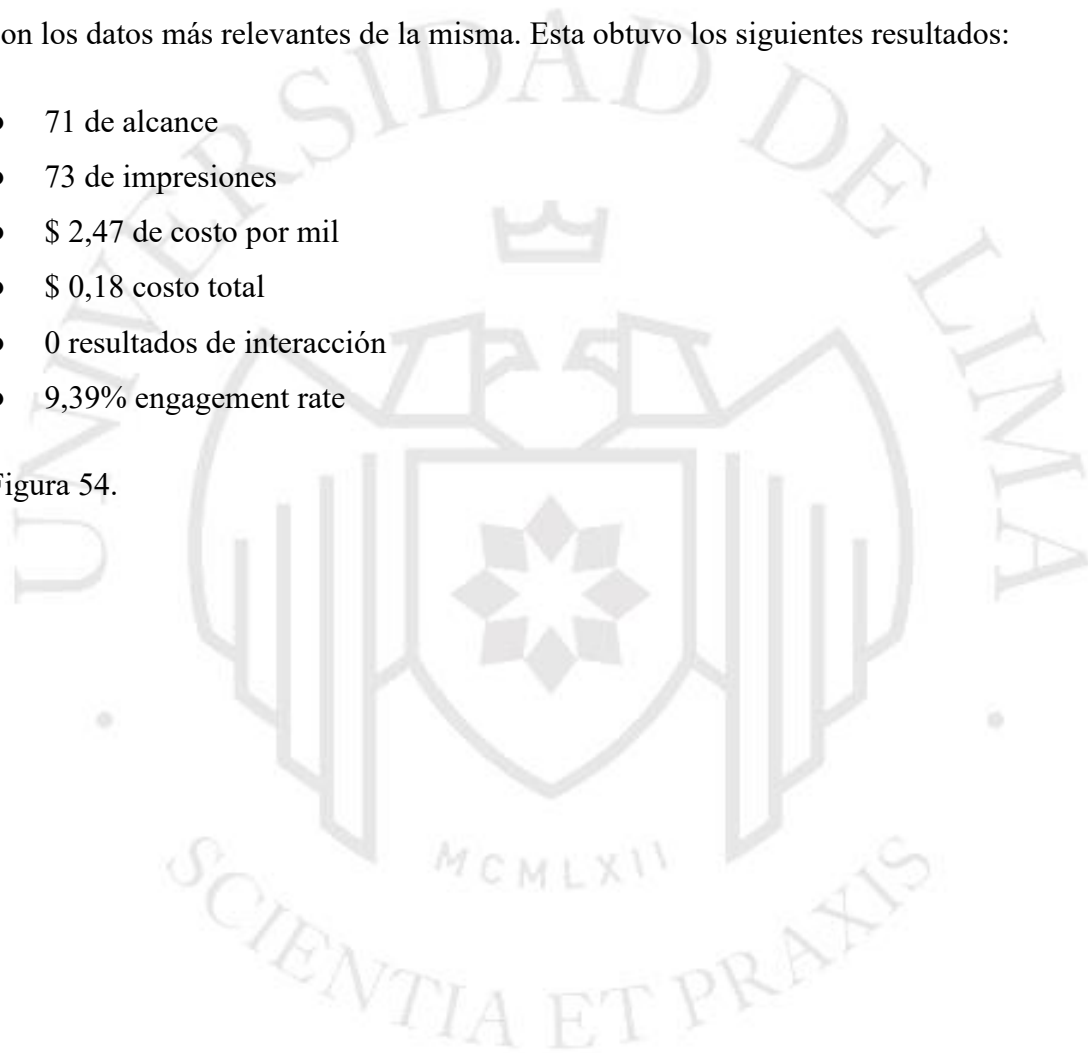 on los datos más relevantes de la misma. Esta obtuvo los siguientes resultados:
• 71 de alcance
• 73 de impresiones
• $ 2,47 de costo por mil
• $ 0,18 costo total
• 0 resultados de interacción
• 9,39% engagement rate
Figura 54.
UNIVERSIDAD DE LIMA
MCMLXII
SCIENTIA ET PRAXIS